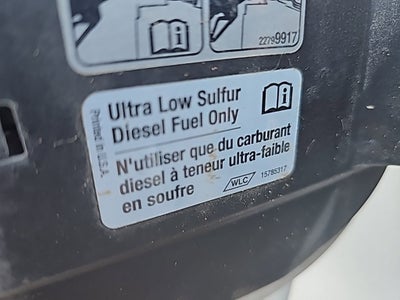 22799917
Ultra Low Sulfur
Diesel Fuel Only
N'utiliser que du carburant
diesel à teneur ultra-faible
en soufre
WLC
15785317
Printed in U.S.A.